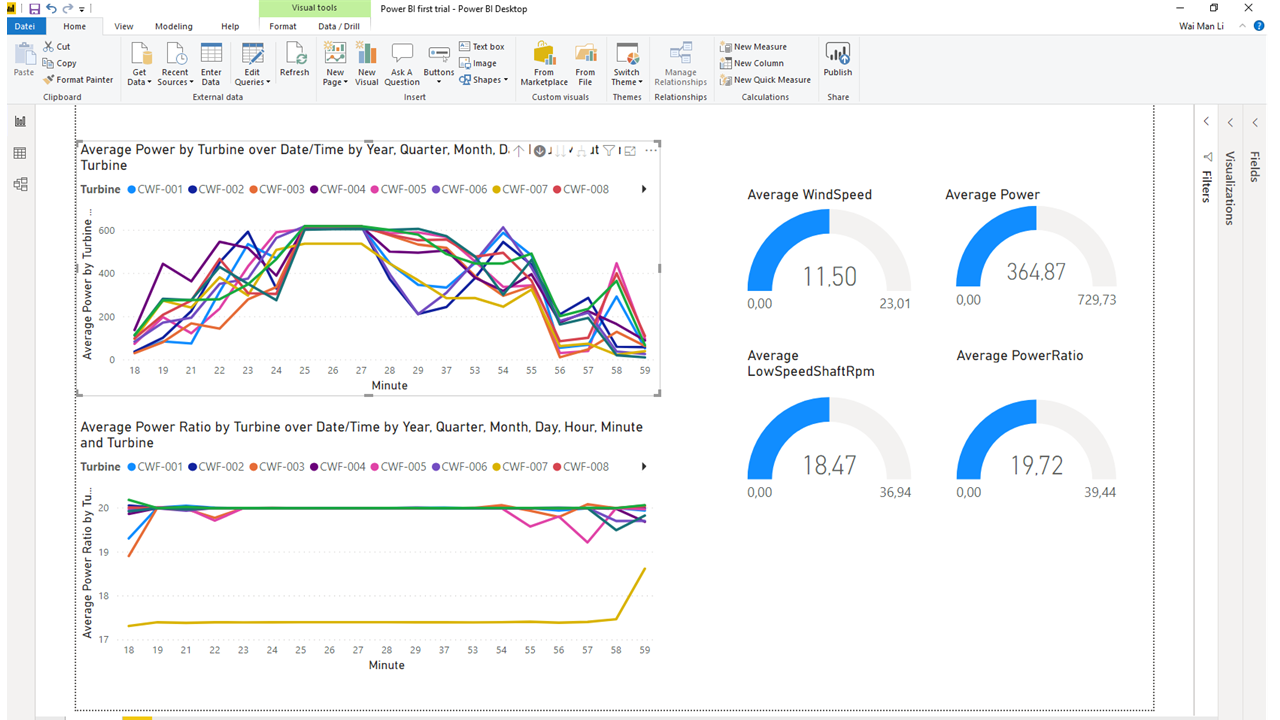 Visual tools
Power BI first trial - Power BI Desktop
Wai Man Li
Datei Home View Modeling Help Format Data / Drill
Paste
Cut
Copy
Format Painter
Clipboard
Get Data
Recent Sources
Enter Data
Edit Queries
External data
Refresh
New Page
New Visual
Ask A Question
Buttons
Text box
Image
Shapes
Insert
From Marketplace
From File
Custom visuals
Switch Theme
Themes
Manage Relationships
Relationships
New Measure
New Column
New Quick Measure
Calculations
Publish
Share
Average Power by Turbine over Date/Time by Year, Quarter, Month, D
Turbine
Turbine CWF-001 CWF-002 CWF-003 CWF-004 CWF-005 CWF-006 CWF-007 CWF-008
Average Power by Turbine ...
600
400
200
0
18 19 21 22 23 24 25 26 27 28 29 37 38 53 54 55 56 57 58 59
Minute
Average Power Ratio by Turbine over Date/Time by Year, Quarter, Month, Day, Hour, Minute
and Turbine
Turbine CWF-001 CWF-002 CWF-003 CWF-004 CWF-005 CWF-006 CWF-007 CWF-008
Average Power Ratio by Tu...
20
19
18
17
18 19 21 22 23 24 25 26 27 28 29 37 38 53 54 55 56 57 58 59
Minute
Average WindSpeed
11,50
0,00 23,01
Average Power
364,87
0,00 729,73
Average
LowSpeedShaftRpm
18,47
0,00 36,94
Average PowerRatio
19,72
0,00 39,44
Filters
Visualizations
Fields